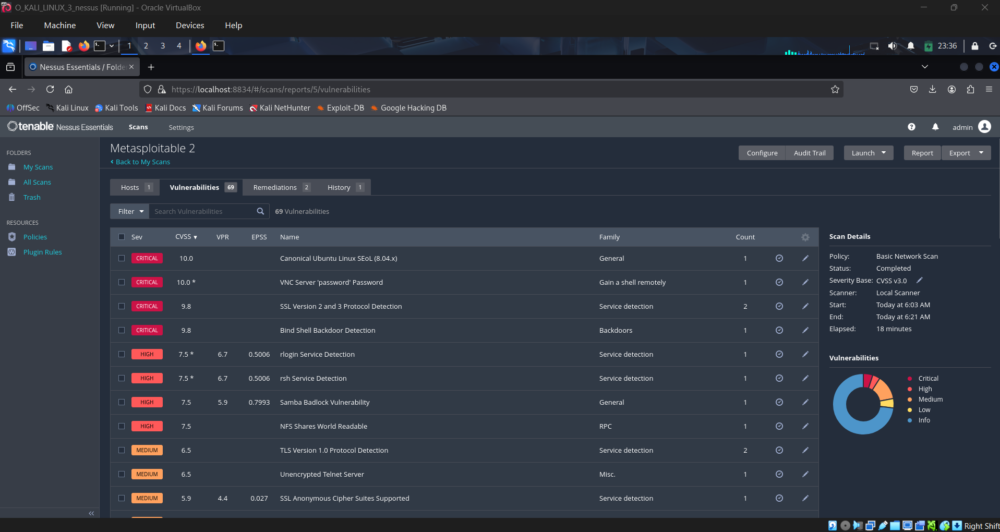 O_KALI_LINUX_3_nessus [Running] - Oracle VirtualBox
File Machine View Input Devices Help
1 2 3 4 23:36
Nessus Essentials / Folde
https://localhost:8834/#/scans/reports/5/vulnerabilities
OffSec Kali Linux Kali Tools Kali Docs Kali Forums Kali NetHunter Exploit-DB Google Hacking DB
tenable Nessus Essentials Scans Settings admin
FOLDERS
My Scans
All Scans
Trash
RESOURCES
Policies
Plugin Rules
Metasploitable 2
Back to My Scans
Configure Audit Trail Launch Report Export
Hosts 1 Vulnerabilities 69 Remediations 2 History 1
Filter Search Vulnerabilities 69 Vulnerabilities
Sev CVSS VPR EPSS Name Family Count
CRITICAL 10.0 Canonical Ubuntu Linux SEoL (8.04.x) General 1
CRITICAL 10.0 * VNC Server 'password' Password Gain a shell remotely 1
CRITICAL 9.8 SSL Version 2 and 3 Protocol Detection Service detection 2
CRITICAL 9.8 Bind Shell Backdoor Detection Backdoors 1
HIGH 7.5 * 6.7 0.5006 rlogin Service Detection Service detection 1
HIGH 7.5 * 6.7 0.5006 rsh Service Detection Service detection 1
HIGH 7.5 5.9 0.7993 Samba Badlock Vulnerability General 1
HIGH 7.5 NFS Shares World Readable RPC 1
MEDIUM 6.5 TLS Version 1.0 Protocol Detection Service detection 2
MEDIUM 6.5 Unencrypted Telnet Server Misc. 1
MEDIUM 5.9 4.4 0.027 SSL Anonymous Cipher Suites Supported Service detection 1
Scan Details
Policy: Basic Network Scan
Status: Completed
Severity Base: CVSS v3.0
Scanner: Local Scanner
Start: Today at 6:03 AM
End: Today at 6:21 AM
Elapsed: 18 minutes
Vulnerabilities
Critical
High
Medium
Low
Info
Right Shift